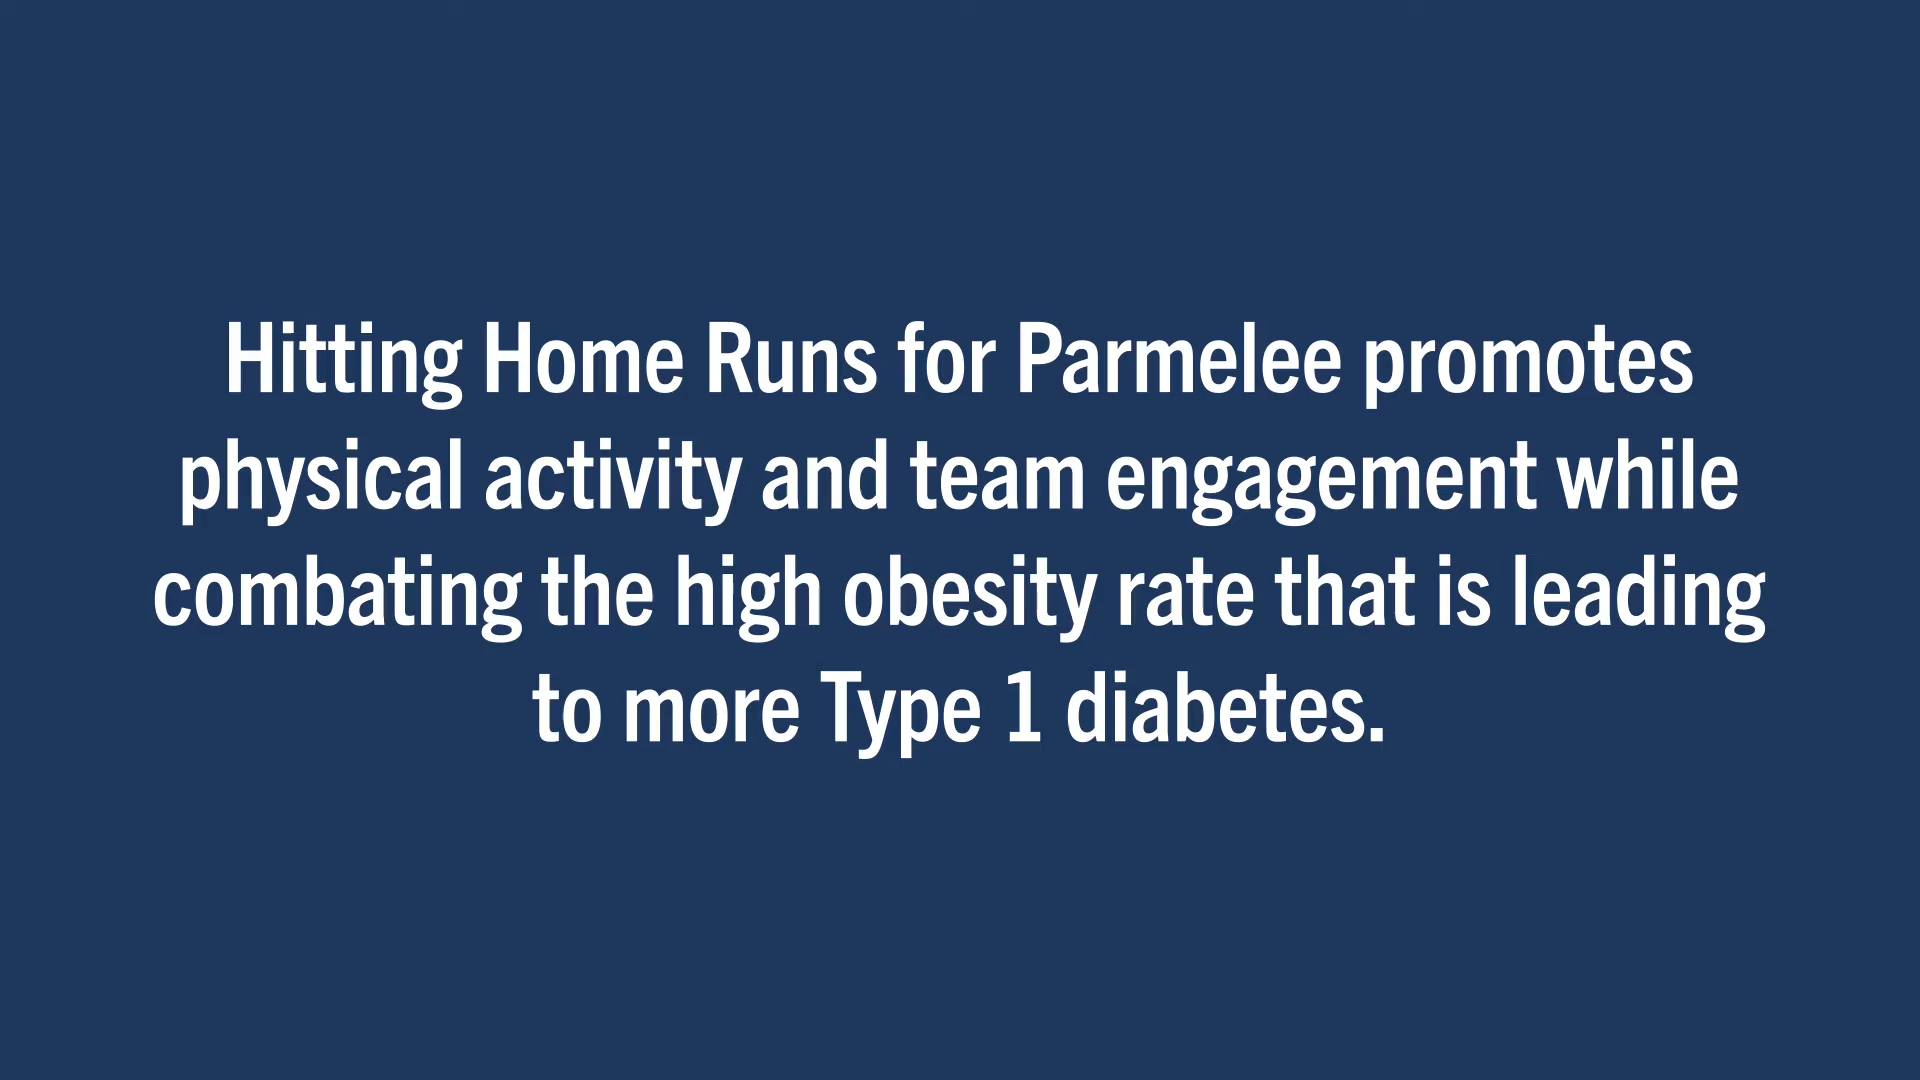 Hitting Home Runs for Parmelee promotes
physical activity and team engagement while
combating the high obesity rate that is leading
to more Type 1 diabetes.